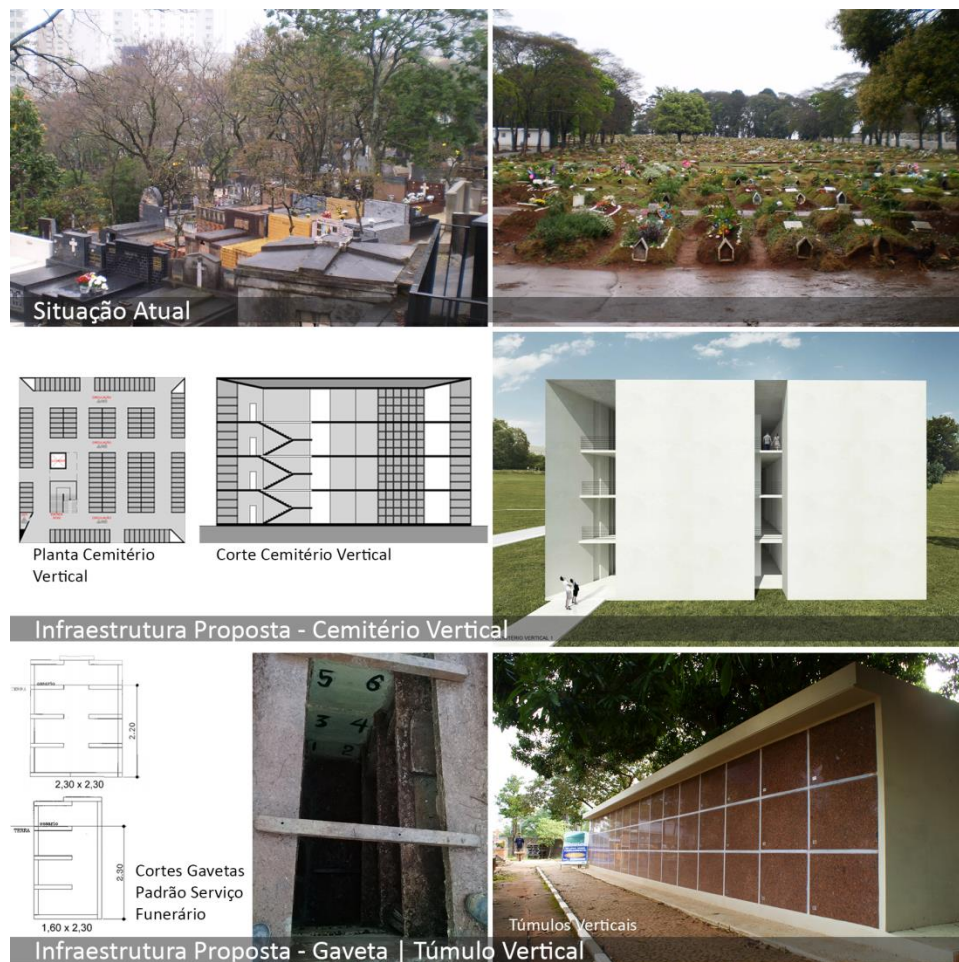 Situação Atual
Planta Cemitério
Vertical
Corte Cemitério Vertical
Infraestrutura Proposta - Cemitério Vertical
2,20
2,30 x 2,30
TERRA
2,30
1,60 x 2,30
Cortes Gavetas
Padrão Serviço
Funerário
5 6
3 4
1 2
Túmulos Verticais
Infraestrutura Proposta - Gaveta | Túmulo Vertical